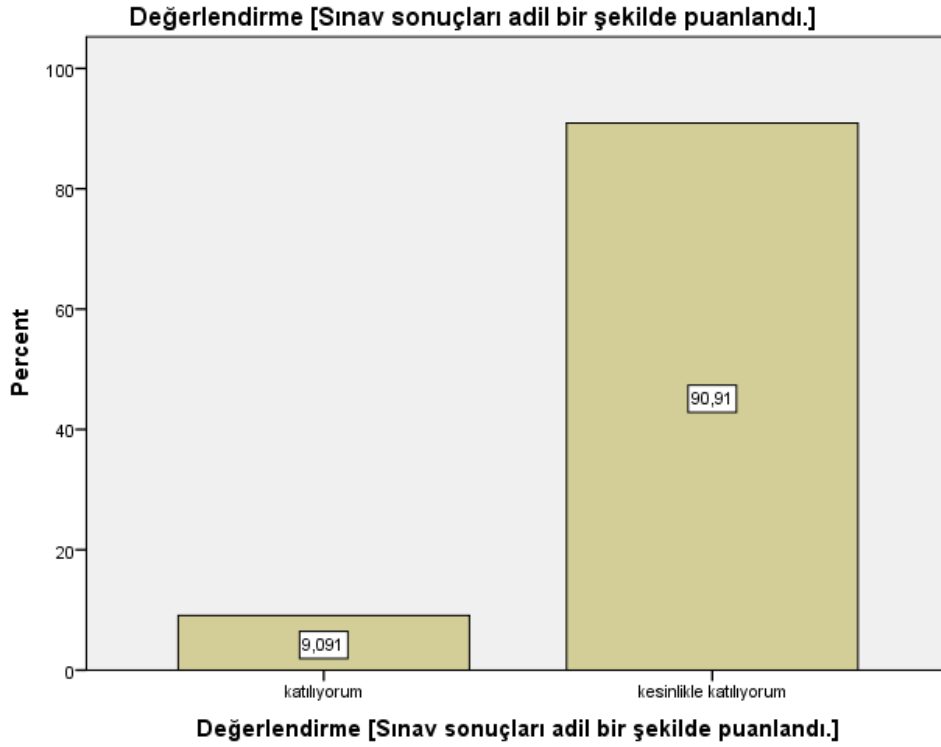 Değerlendirme [Sınav sonuçları adil bir şekilde puanlandı.]
100
80
60
40
20
0
Percent
90,91
9,091
katılıyorum
kesinlikle katılıyorum
Değerlendirme [Sınav sonuçları adil bir şekilde puanlandı.]